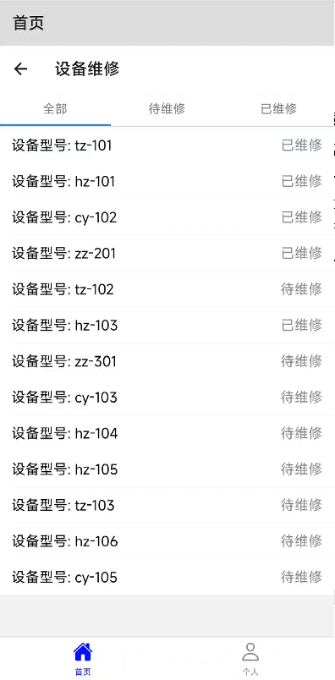 首页
设备维修
全部 待维修 已维修
设备型号: tz-101 已维修
设备型号: hz-101 已维修
设备型号: cy-102 已维修
设备型号: zz-201 已维修
设备型号: tz-102 待维修
设备型号: hz-103 已维修
设备型号: zz-301 待维修
设备型号: cy-103 待维修
设备型号: hz-104 待维修
设备型号: hz-105 待维修
设备型号: tz-103 待维修
设备型号: hz-106 待维修
设备型号: cy-105 待维修
首页 个人